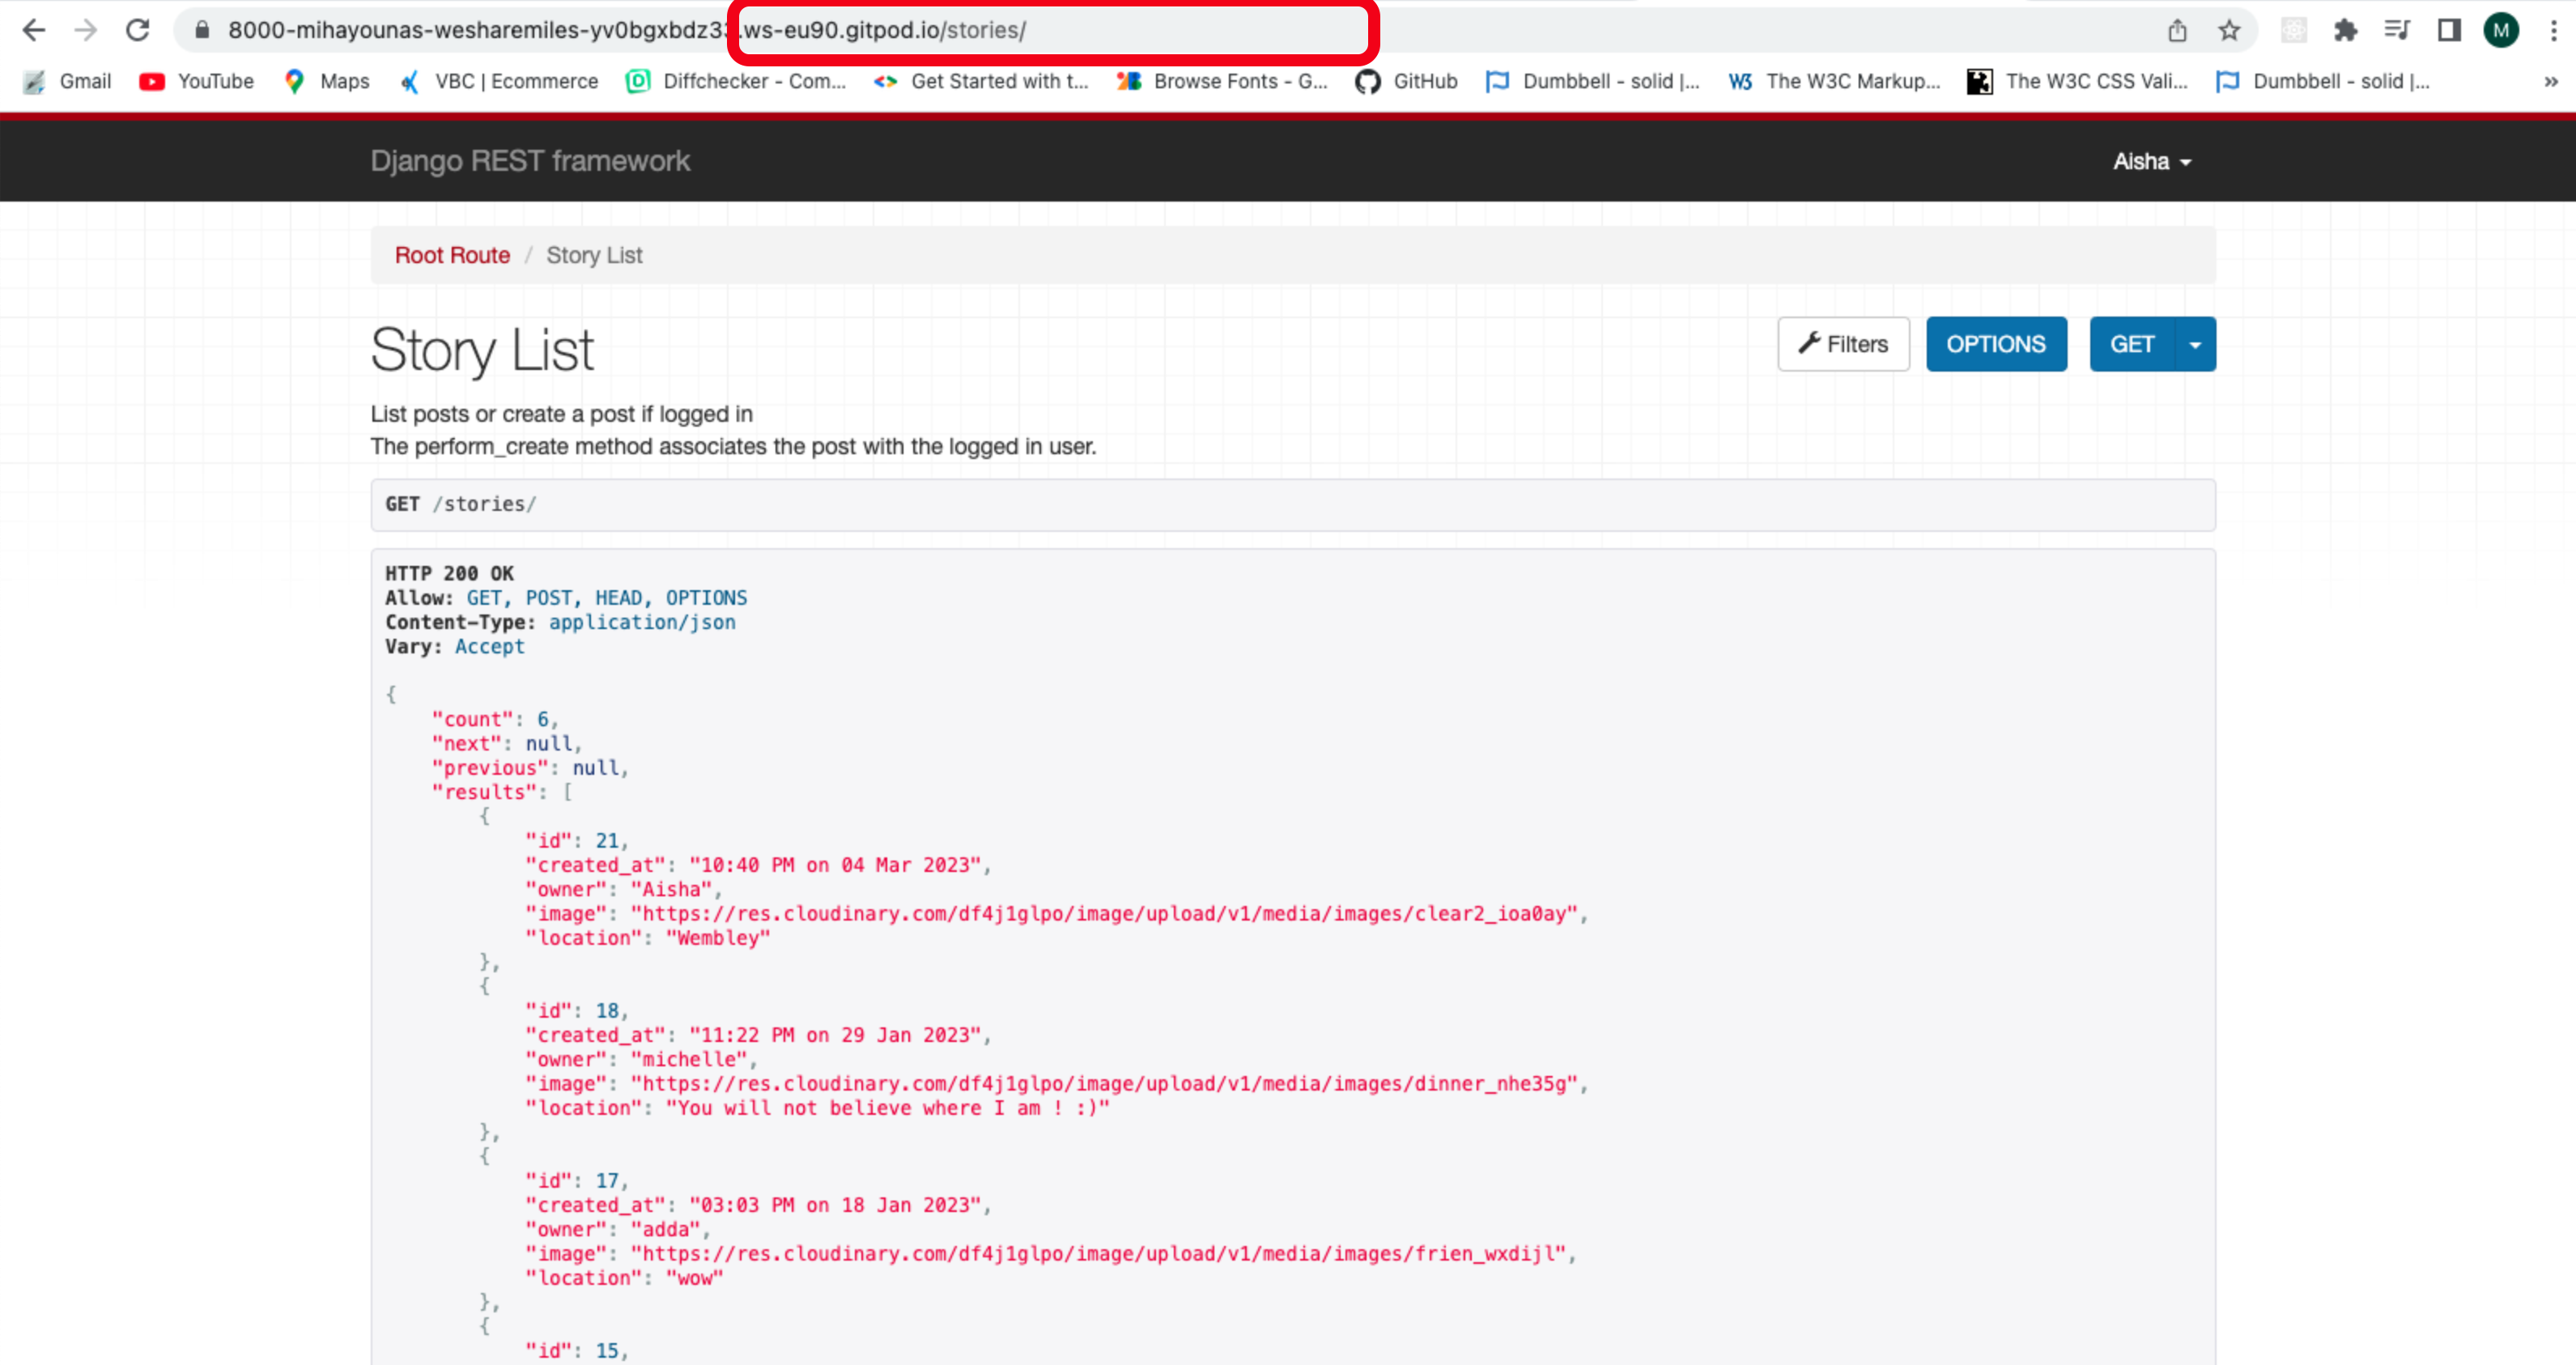 8000-mihayounas-wesharemiles-yv0bgxbdz33.ws-eu90.gitpod.io/stories/
M
Gmail YouTube Maps VBC | Ecommerce Diffchecker - Com... Get Started with t... Browse Fonts - G... GitHub Dumbbell - solid |... W3 The W3C Markup... The W3C CSS Vali... Dumbbell - solid |... »
Django REST framework Aisha
Root Route / Story List
Story List Filters OPTIONS GET
List posts or create a post if logged in
The perform_create method associates the post with the logged in user.
GET /stories/
HTTP 200 OK
Allow: GET, POST, HEAD, OPTIONS
Content-Type: application/json
Vary: Accept
{
"count": 6,
"next": null,
"previous": null,
"results": [
{
"id": 21,
"created_at": "10:40 PM on 04 Mar 2023",
"owner": "Aisha",
"image": "https://res.cloudinary.com/df4j1glpo/image/upload/v1/media/images/clear2_ioa0ay",
"location": "Wembley"
},
{
"id": 18,
"created_at": "11:22 PM on 29 Jan 2023",
"owner": "michelle",
"image": "https://res.cloudinary.com/df4j1glpo/image/upload/v1/media/images/dinner_nhe35g",
"location": "You will not believe where I am ! :)"
},
{
"id": 17,
"created_at": "03:03 PM on 18 Jan 2023",
"owner": "adda",
"image": "https://res.cloudinary.com/df4j1glpo/image/upload/v1/media/images/frien_wxdijl",
"location": "wow"
},
{
"id": 15,